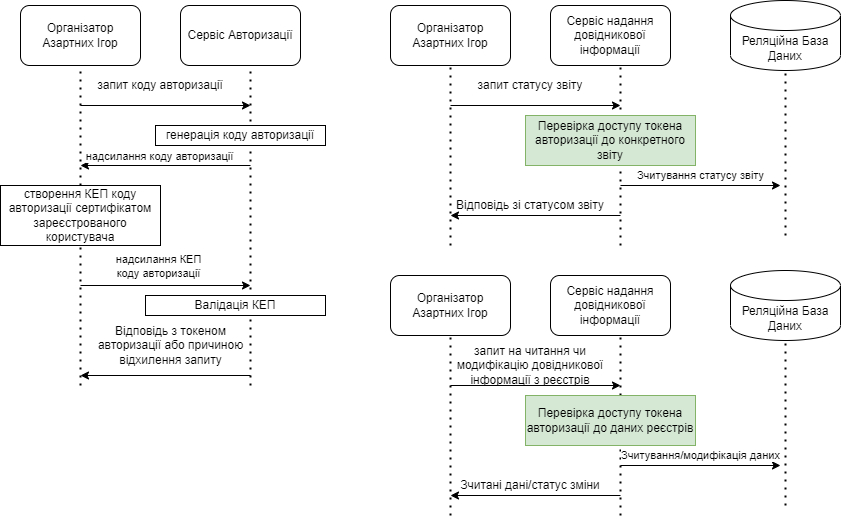 Організатор
Азартних Ігор
Сервіс Авторизації
запит коду авторизації
генерація коду авторизації
надсилання коду авторизації
створення КЕП коду
авторизації сертифікатом
зареєстрованого
користувача
надсилання КЕП
коду авторизації
Валідація КЕП
Відповідь з токеном
авторизації або причиною
відхилення запиту
Організатор
Азартних Ігор
Сервіс надання
довідникової
інформації
Реляційна База
Даних
запит статусу звіту
Перевірка доступу токена
авторизації до конкретного
звіту
Зчитування статусу звіту
Відповідь зі статусом звіту
Організатор
Азартних Ігор
Сервіс надання
довідникової
інформації
Реляційна База
Даних
запит на читання чи
модифікацію довідникової
інформації з реєстрів
Перевірка доступу токена
авторизації до даних реєстрів
Зчитування/модифікація даних
Зчитані дані/статус зміни